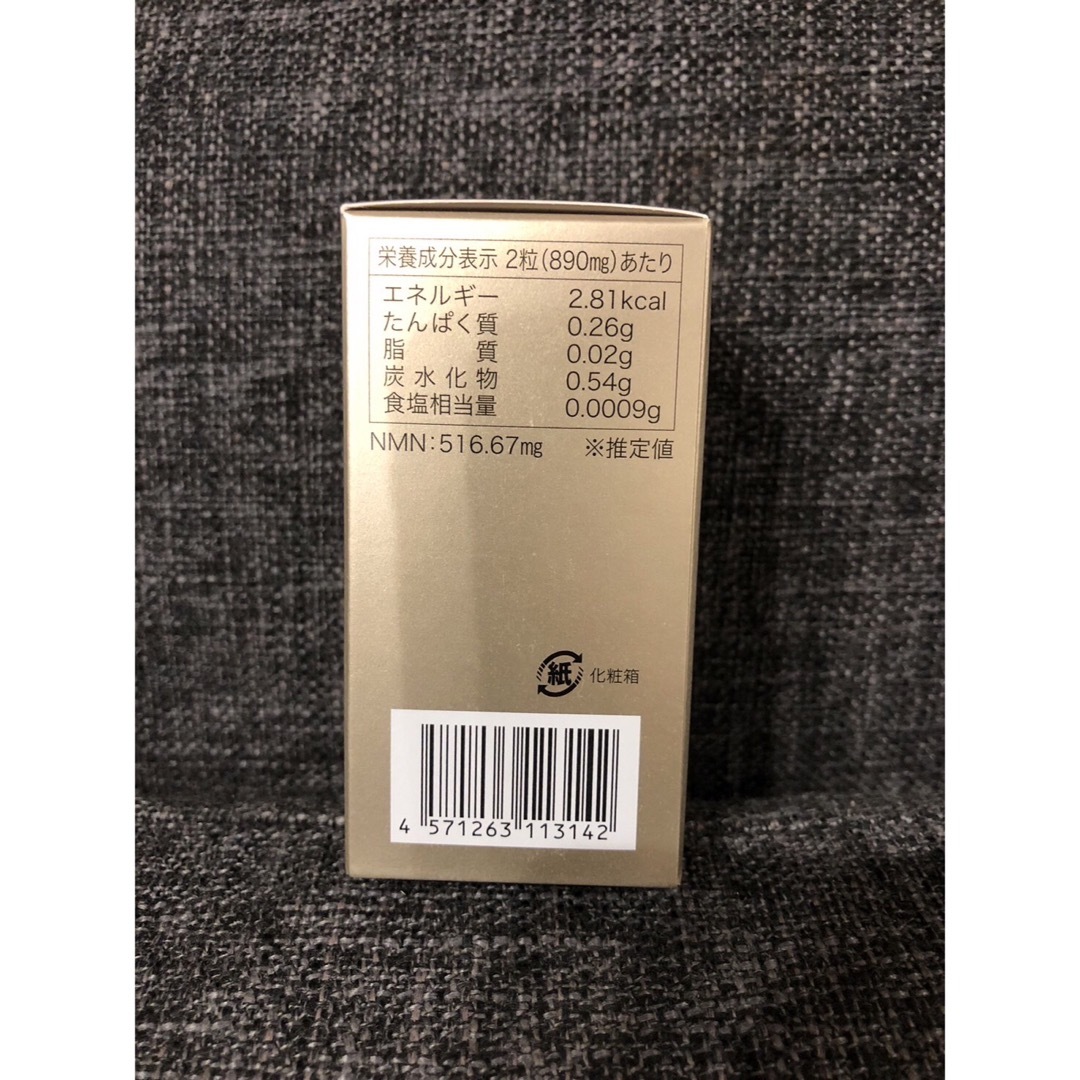 栄養成分表示 2粒(890㎎)あたり
エネルギー 2.81kcal
たんぱく質 0.26g
脂質 0.02g
炭水化物 0.54g
食塩相当量 0.0009g
NMN:516.67㎎ ※推定値
紙 化粧箱
4 571263 113142